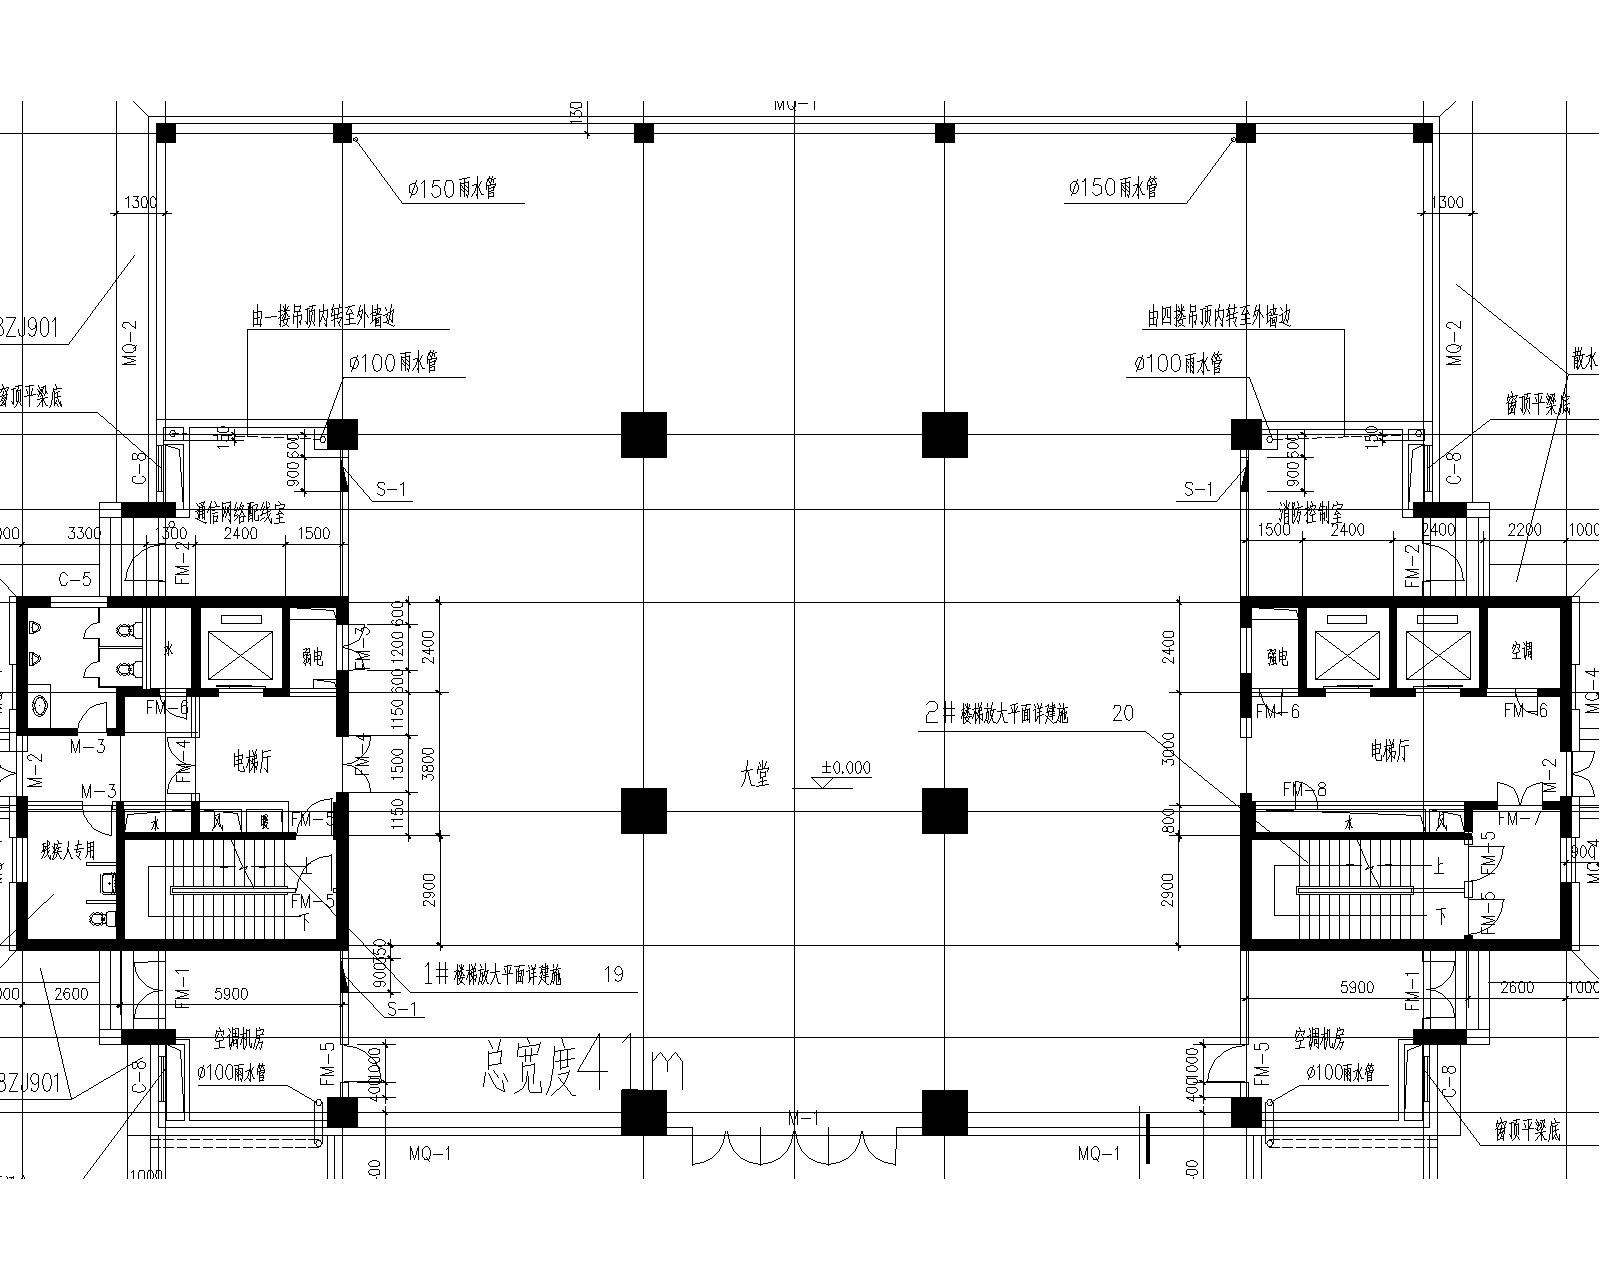 MQ-1
130
ø150雨水管
ø150雨水管
1300
1300
由一楼吊顶内转至外墙边
由四楼吊顶内转至外墙边
8ZJ901
MQ-2
MQ-2
ø100雨水管
ø100雨水管
散水
窗顶平梁底
窗顶平梁底
150
600
900
150
600
900
C-8
C-8
S-1
S-1
通信网络配线室
消防控制室
3300
1300
2400
1500
1500
2400
2400
2200
1000
FM-2
FM-2
C-5
600
1200
600
2400
2400
FM-3
水
弱电
强电
空调
MQ-4
FM-6
FM-6
FM-6
1150
2#楼梯放大平面详建施 20
M-3
FM-4
FM-4
电梯厅
电梯厅
大堂
±0.000
1500
3800
3000
M-2
M-2
M-3
FM-8
1150
800
水
风
暖
FM-5
水
风
FM-7
残疾人专用
上
下
FM-5
上
下
FM-5
FM-5
900
2900
2900
350
900
1#楼梯放大平面详建施 19
S-1
2600
5900
5900
2600
1000
FM-1
FM-1
空调机房
空调机房
总宽度41m
FM-5
FM-5
1000
400
1000
400
8ZJ901
C-8
C-8
ø100雨水管
ø100雨水管
M-1
窗顶平梁底
MQ-1
MQ-1
1000